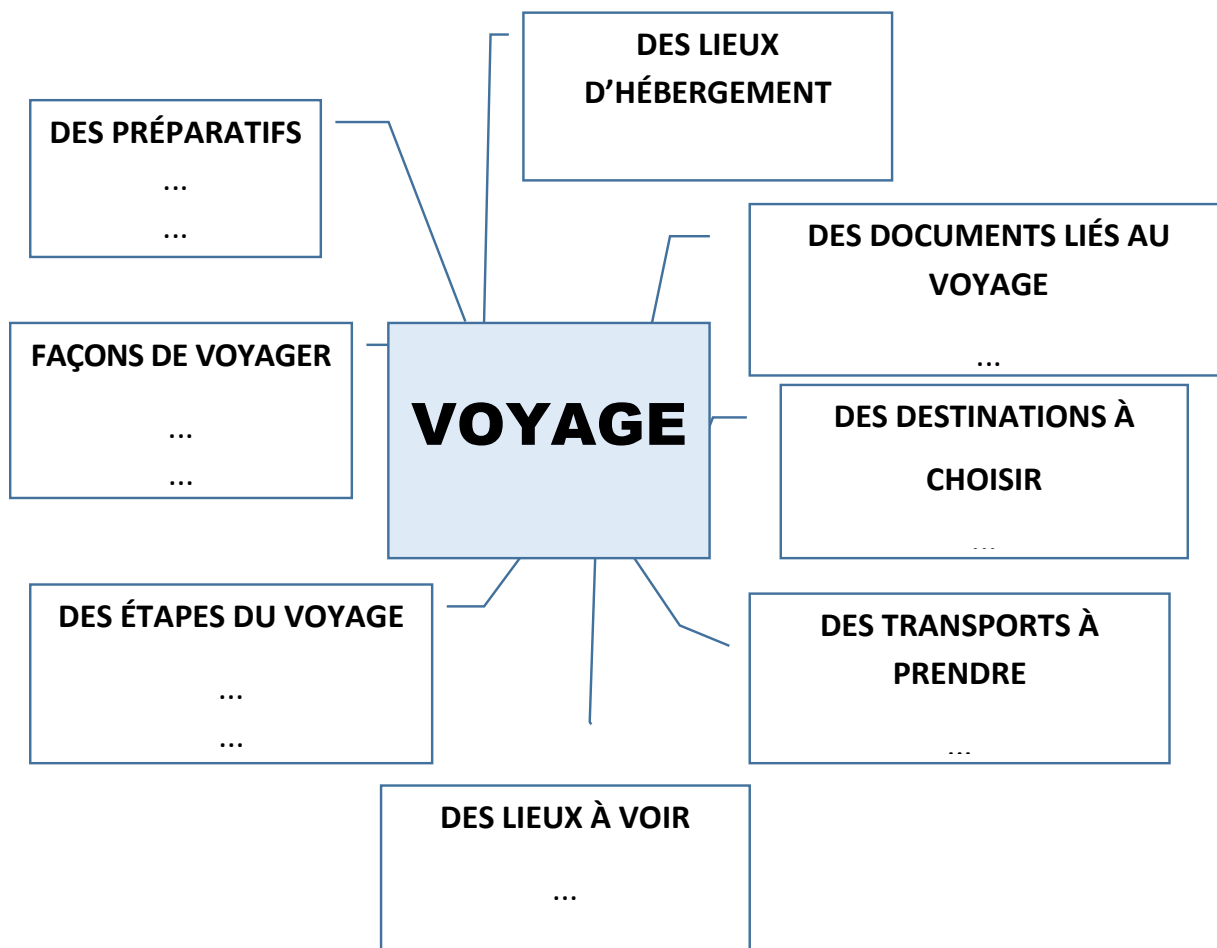 DES LIEUX
D’HÉBERGEMENT
DES PRÉPARATIFS
...
...
DES DOCUMENTS LIÉS AU
VOYAGE
...
FAÇONS DE VOYAGER
...
...
VOYAGE
DES DESTINATIONS À
CHOISIR
...
DES ÉTAPES DU VOYAGE
...
...
DES TRANSPORTS À
PRENDRE
...
DES LIEUX À VOIR
...